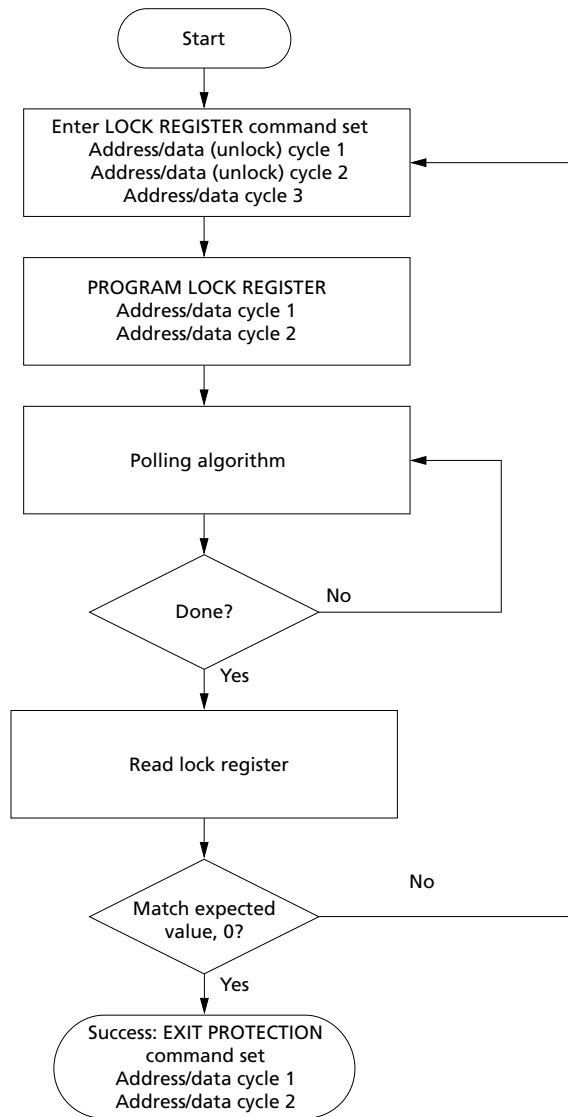 Start
Enter LOCK REGISTER command set
Address/data (unlock) cycle 1
Address/data (unlock) cycle 2
Address/data cycle 3
PROGRAM LOCK REGISTER
Address/data cycle 1
Address/data cycle 2
Polling algorithm
Done?
No
Yes
Read lock register
Match expected
value, 0?
No
Yes
Success: EXIT PROTECTION
command set
Address/data cycle 1
Address/data cycle 2